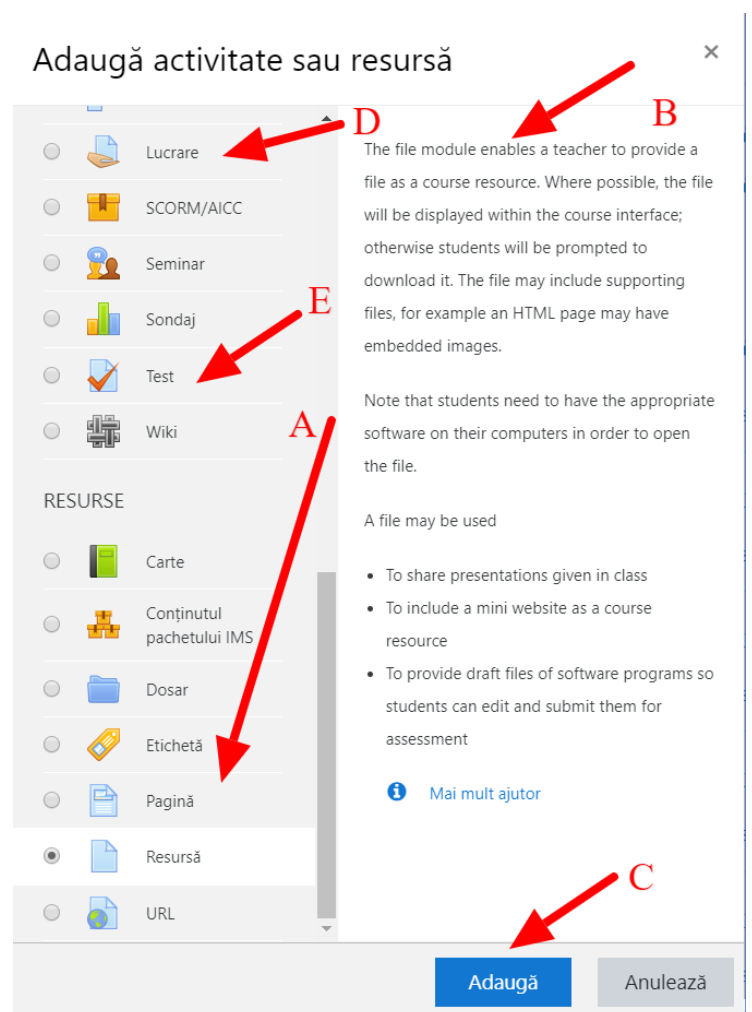 Adaugă activitate sau resursă
×
B
D
Lucrare
SCORM/AICC
Seminar
Sondaj
E
Test
Wiki
A
RESURSE
Carte
Conținutul
pachetului IMS
Dosar
Etichetă
Pagină
Resursă
URL
The file module enables a teacher to provide a
file as a course resource. Where possible, the file
will be displayed within the course interface;
otherwise students will be prompted to
download it. The file may include supporting
files, for example an HTML page may have
embedded images.
Note that students need to have the appropriate
software on their computers in order to open
the file.
A file may be used
• To share presentations given in class
• To include a mini website as a course
resource
• To provide draft files of software programs so
students can edit and submit them for
assessment
Mai mult ajutor
C
Adaugă
Anulează